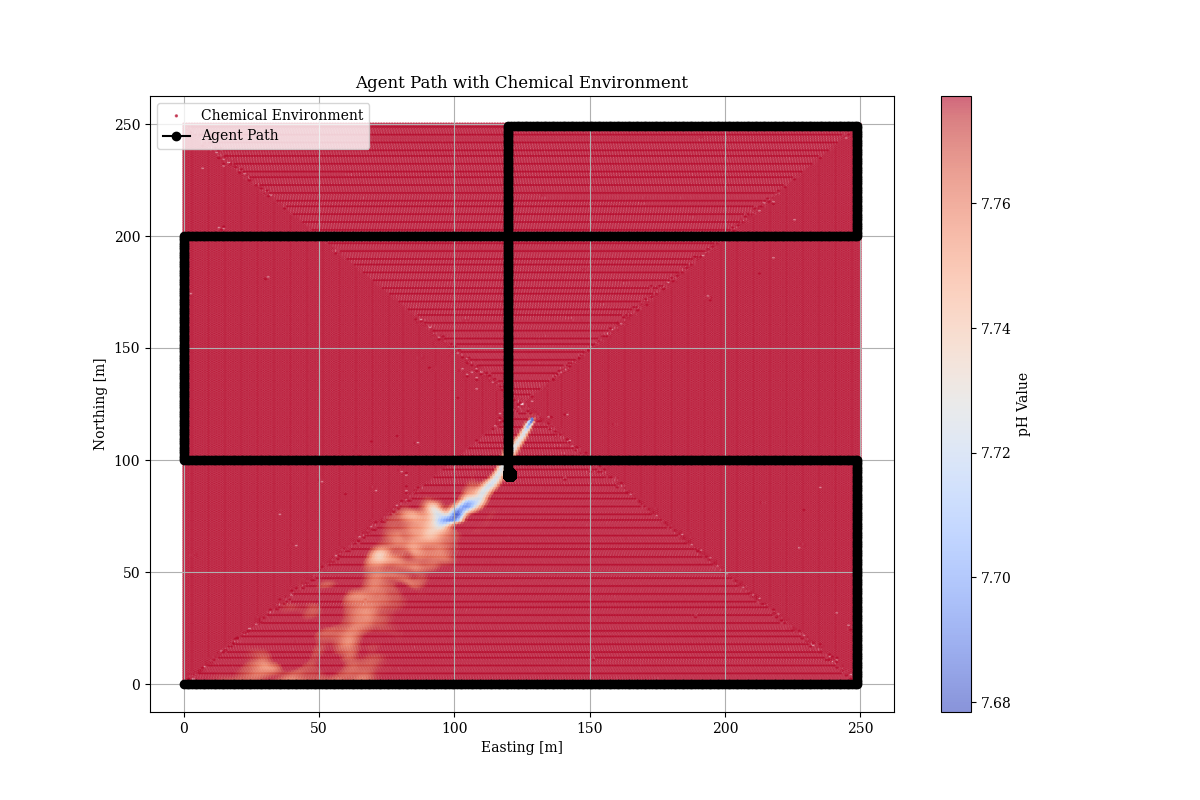 Agent Path with Chemical Environment
Chemical Environment
Agent Path
250
200
150
100
50
0
Northing [m]
0 50 100 150 200 250
Easting [m]
7.76
7.74
7.72
7.70
7.68
pH Value